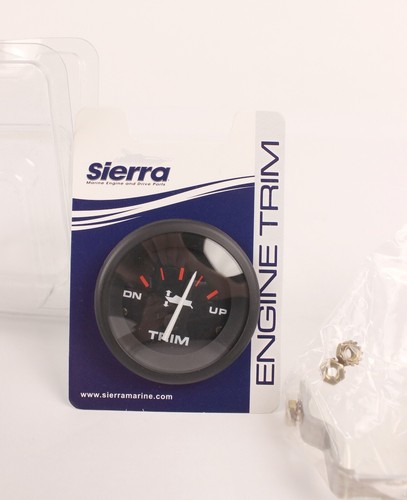 Sierra
Marine Engine and Drive Parts
ENGINE TRIM
DN
UP
TRIM
www.sierramarine.com